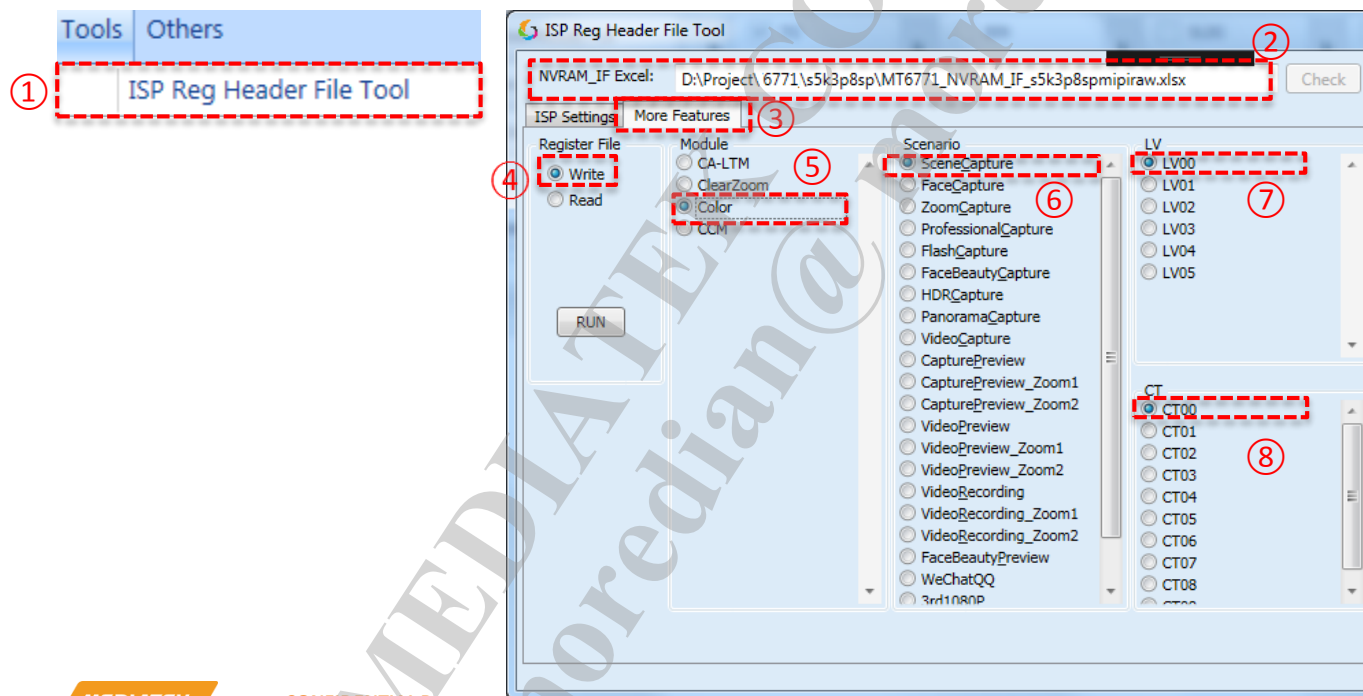 Tools Others
① ISP Reg Header File Tool
ISP Reg Header File Tool
②
NVRAM_IF Excel: D:\Project\ 6771\s5k3p8sp\MT6771_NVRAM_IF_s5k3p8spmipiraw.xlsx Check
ISP Settings More Features ③
Register File
④ Write
Read
RUN
Module
CA-LTM ⑤
ClearZoom
Color
CCM
Scenario
SceneCapture
FaceCapture ⑥
ZoomCapture
ProfessionalCapture
FlashCapture
FaceBeautyCapture
HDRCapture
PanoramaCapture
VideoCapture
CapturePreview
CapturePreview_Zoom1
CapturePreview_Zoom2
VideoPreview
VideoPreview_Zoom1
VideoPreview_Zoom2
VideoRecording
VideoRecording_Zoom1
VideoRecording_Zoom2
FaceBeautyPreview
WeChatQQ
3rd1080P
LV
LV00
LV01 ⑦
LV02
LV03
LV04
LV05
CT
CT00
CT01
CT02 ⑧
CT03
CT04
CT05
CT06
CT07
CT08
MEDIATEK